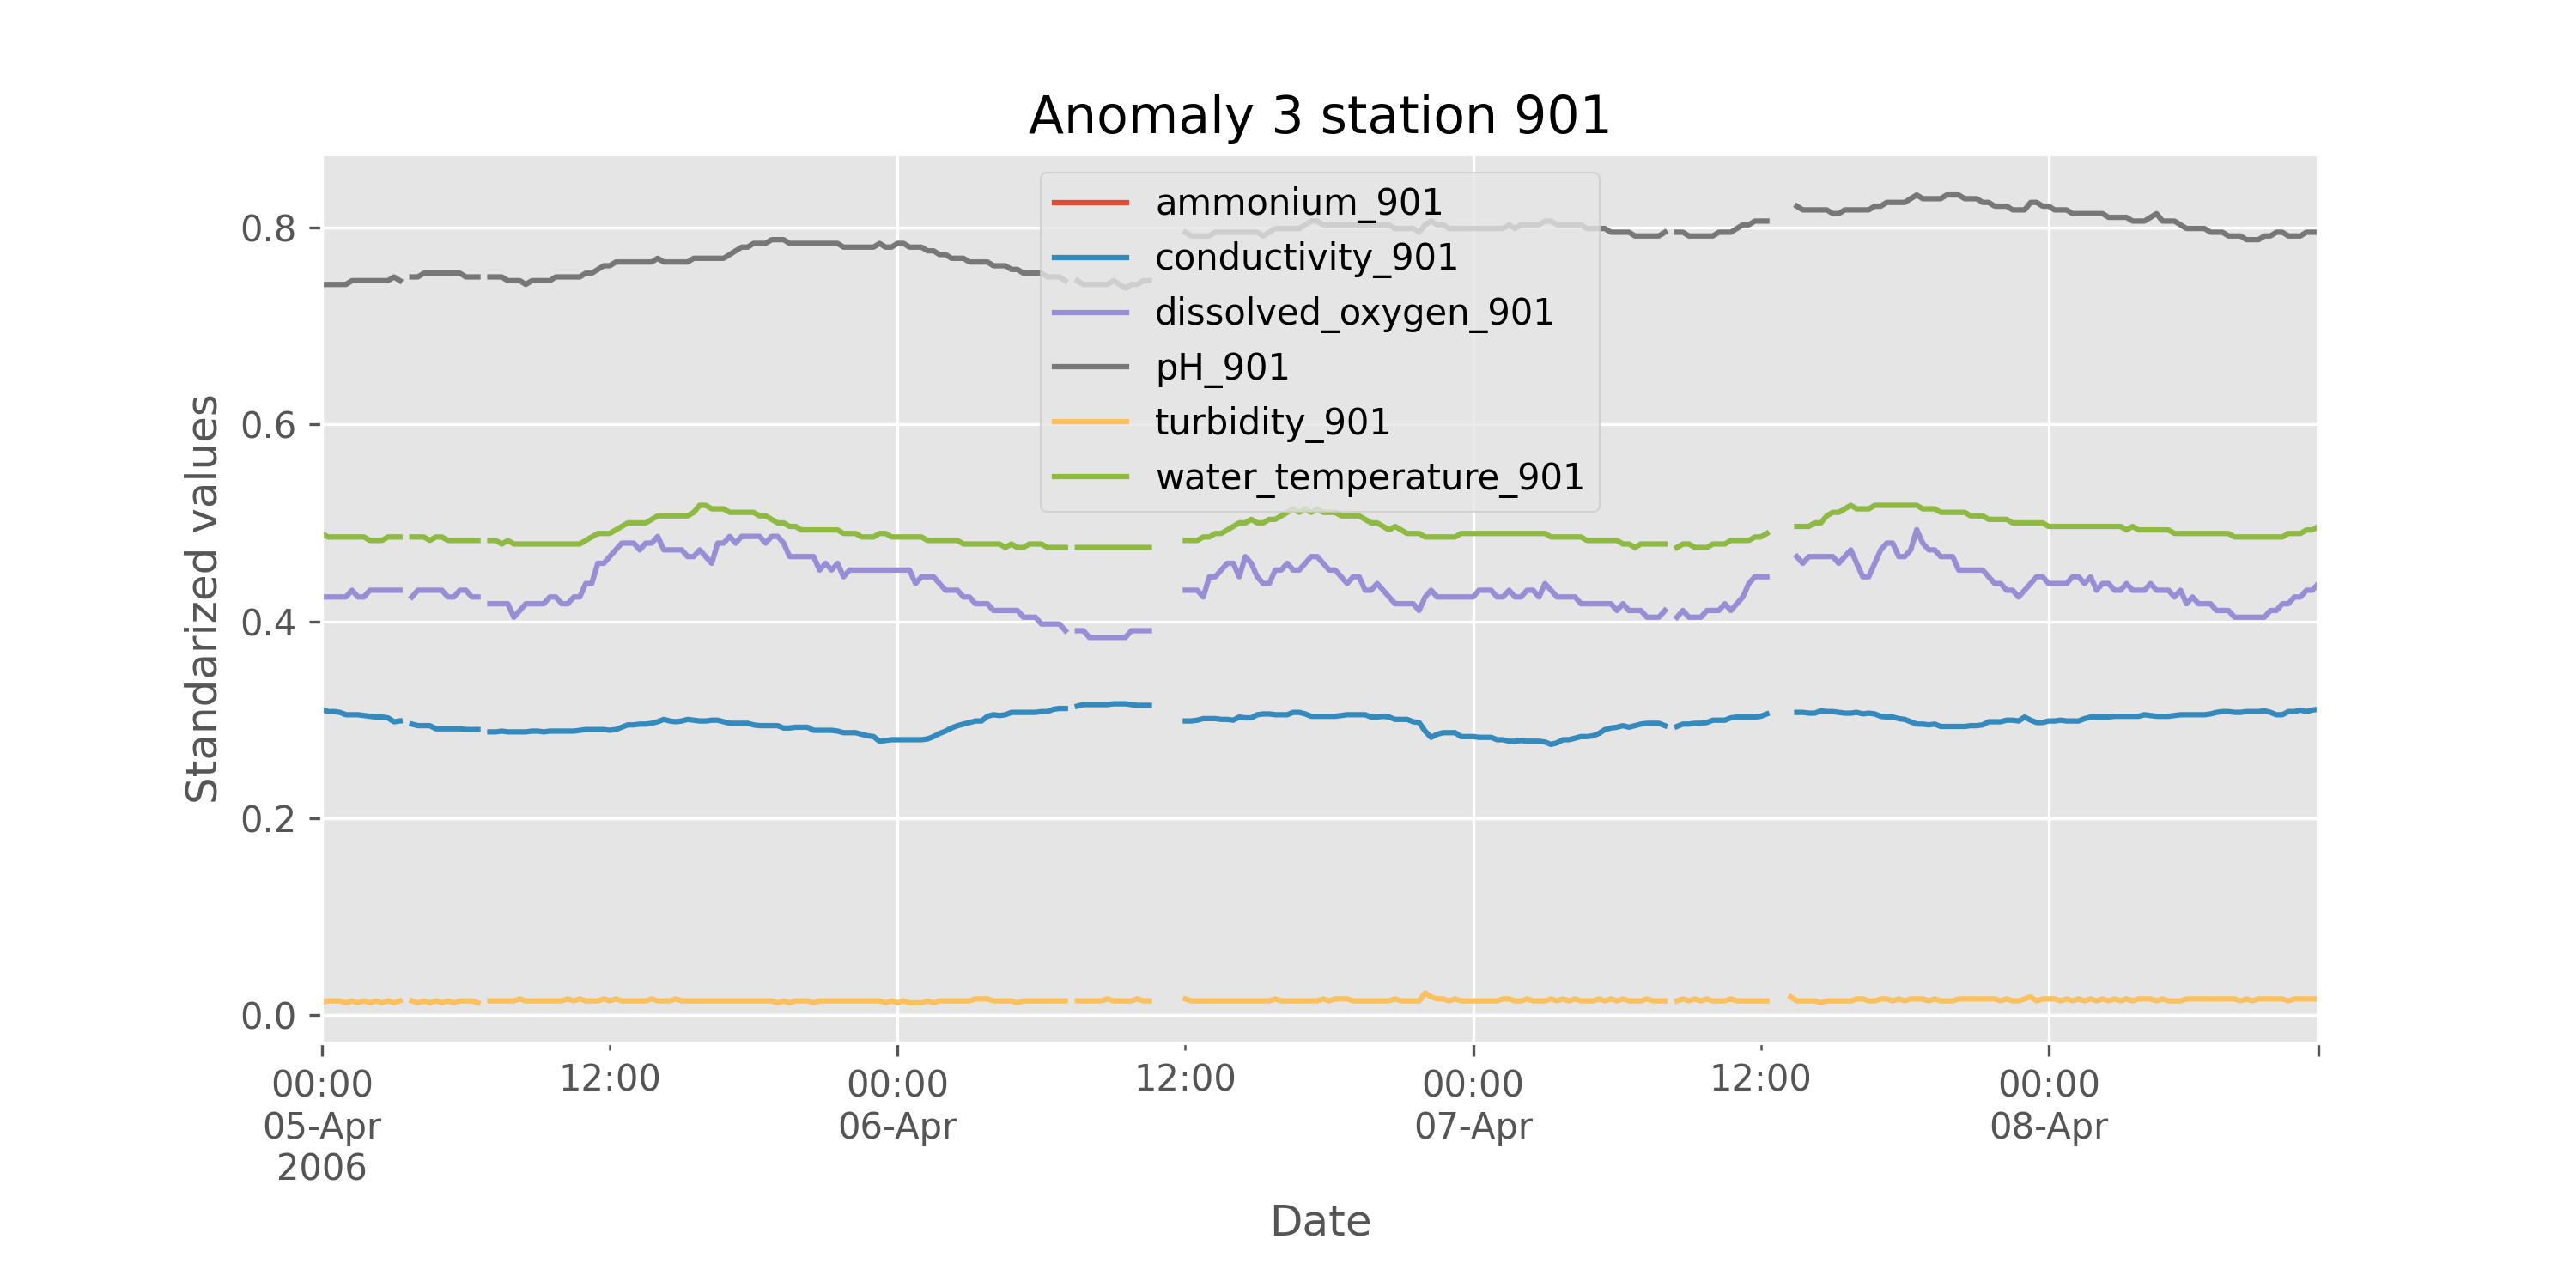 Anomaly 3 station 901
ammonium_901
conductivity_901
dissolved_oxygen_901
pH_901
turbidity_901
water_temperature_901
Standarized values
0.8
0.6
0.4
0.2
0.0
00:00 12:00 00:00 12:00 00:00 12:00 00:00
05-Apr 06-Apr 07-Apr 08-Apr
2006
Date